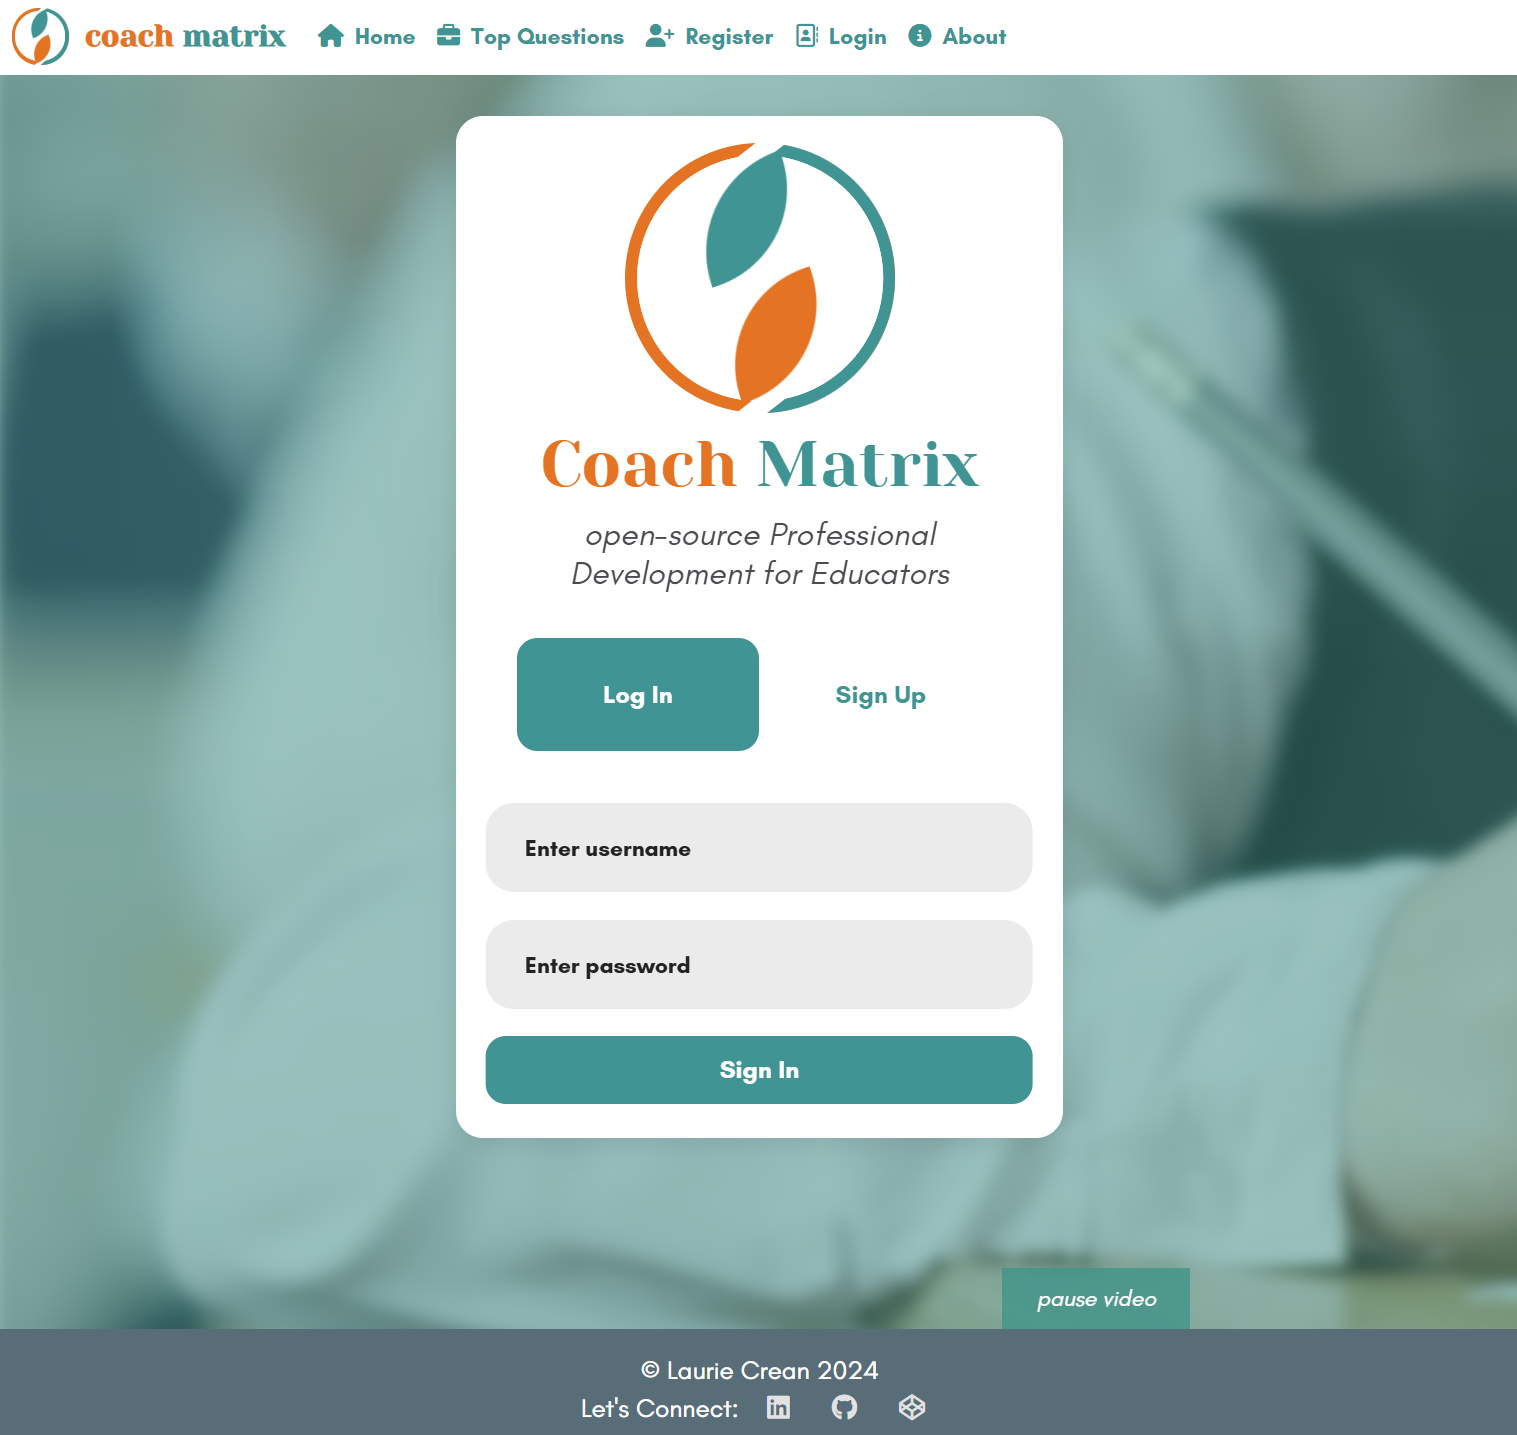 coach matrix Home Top Questions Register Login About
Coach Matrix
open-source Professional
Development for Educators
Log In Sign Up
Enter username
Enter password
Sign In
pause video
© Laurie Crean 2024
Let's Connect: